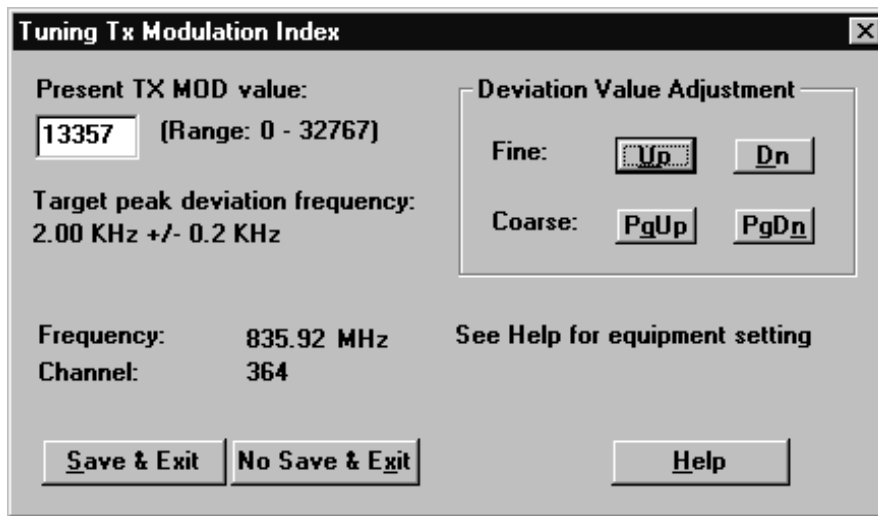 Tuning Tx Modulation Index
Present TX MOD value:
13357 (Range: 0 - 32767)
Target peak deviation frequency:
2.00 KHz +/- 0.2 KHz
Deviation Value Adjustment
Fine: Up Dn
Coarse: PgUp PgDn
Frequency: 835.92 MHz
Channel: 364
See Help for equipment setting
Save & Exit No Save & Exit Help